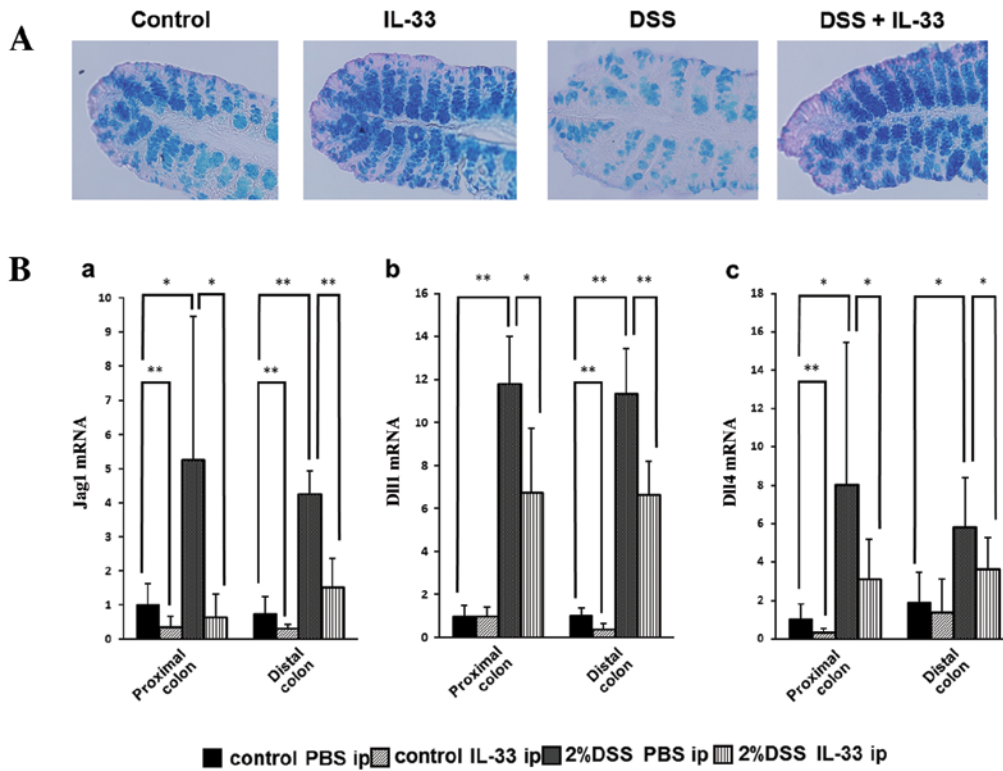 A
Control
IL-33
DSS
DSS + IL-33
B
a
* *
** **
** **
10
9
8
7
6
5
4
3
2
1
0
Jag1 mRNA
Proximal colon
Distal colon
b
** *
** **
**
16
14
12
10
8
6
4
2
0
Dll1 mRNA
Proximal colon
Distal colon
c
* *
* *
**
18
16
14
12
10
8
6
4
2
0
Dll4 mRNA
Proximal colon
Distal colon
control PBS ip control IL-33 ip 2%DSS PBS ip 2%DSS IL-33 ip